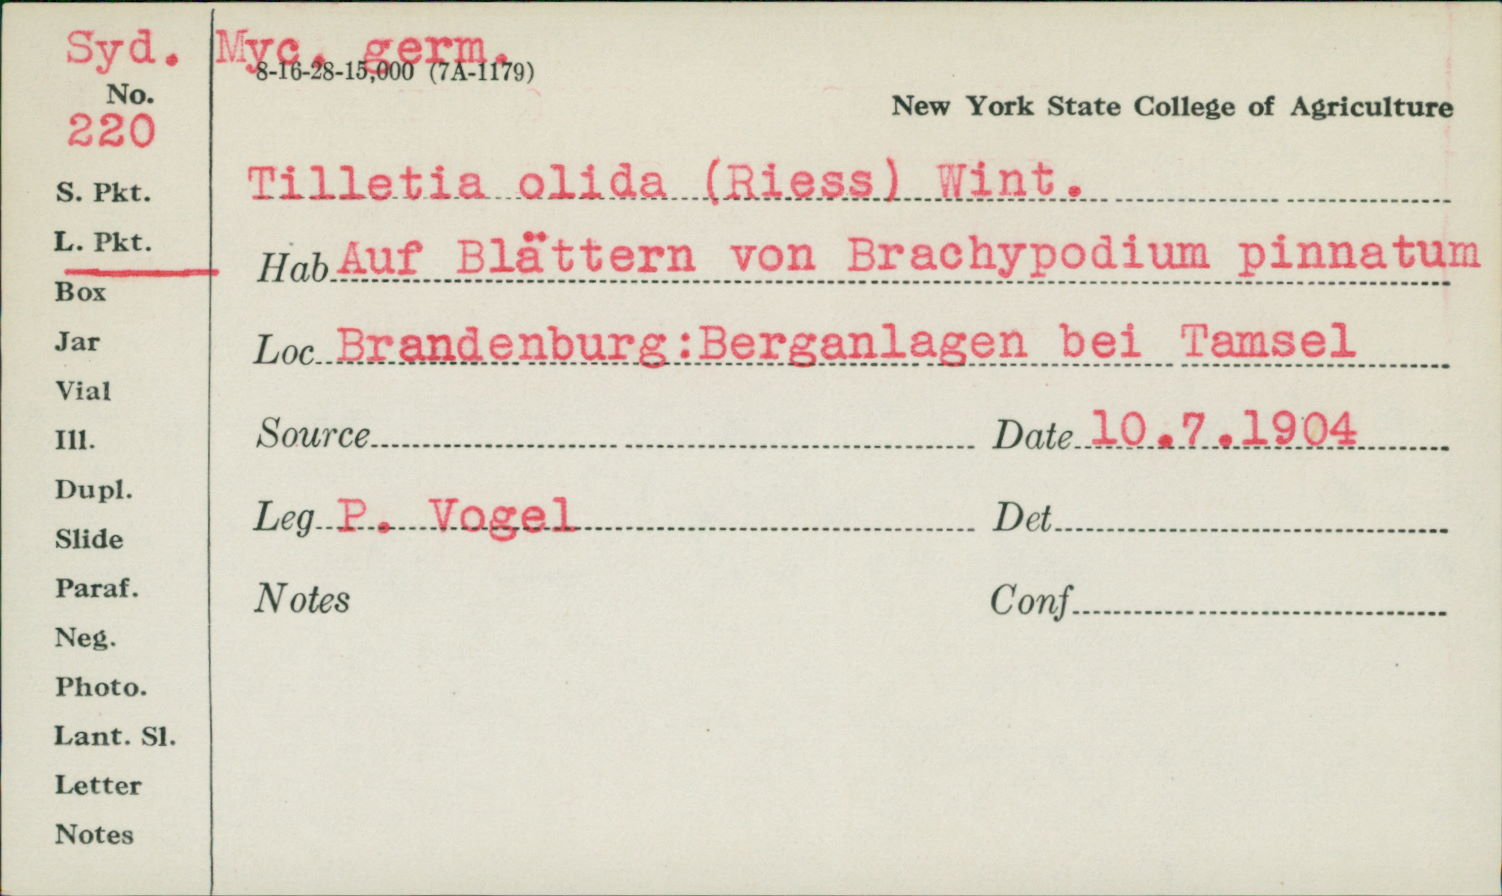 Syd. Myc. germ.
8-16-28-15,000 (7A-1179)
No.
220
New York State College of Agriculture
S. Pkt.
Tilletia olida (Riess) Wint.
L. Pkt.
Hab Auf Blättern von Brachypodium pinnatum
Box
Jar
Loc Brandenburg:Berganlagen bei Tamsel
Vial
Ill.
Source
Date 10.7.1904
Dupl.
Leg P. Vogel
Det
Slide
Paraf.
Notes
Conf
Neg.
Photo.
Lant. Sl.
Letter
Notes